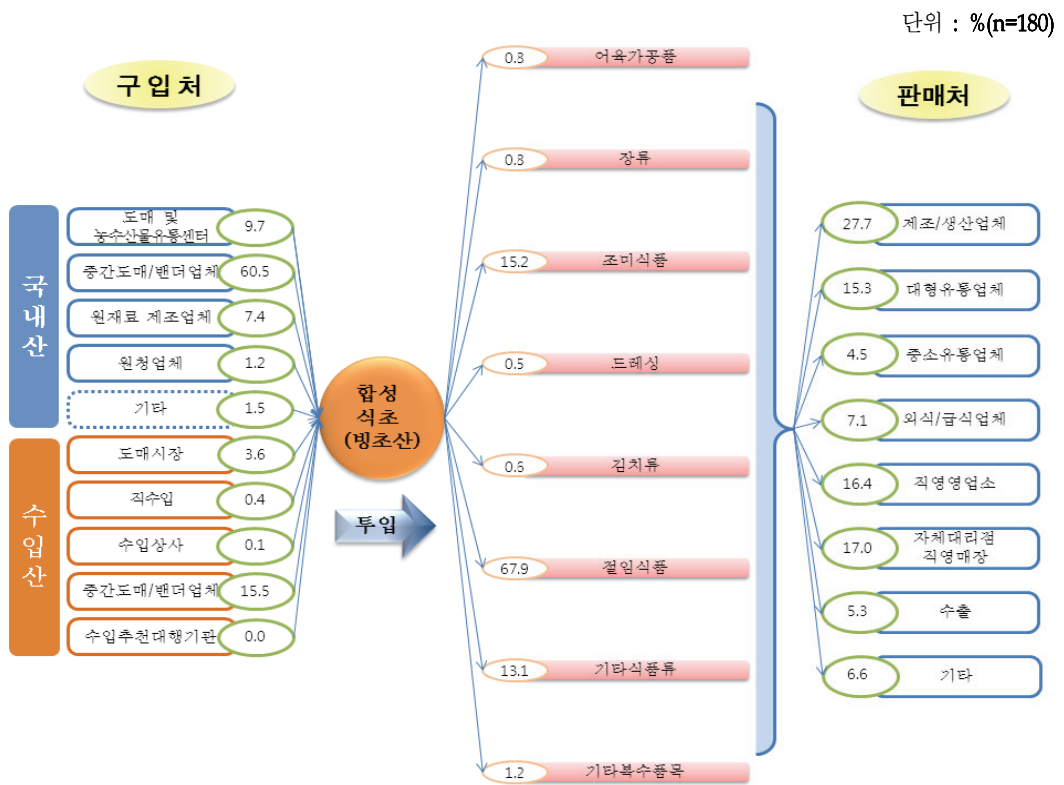 단위 : %(n=180)
구입처
판매처
국내산
도매 및
농수산물유통센터
9.7
중간도매/밴더업체
60.5
원재료 제조업체
7.4
원청업체
1.2
기타
1.5
수입산
도매시장
3.6
직수입
0.4
수입상사
0.1
중간도매/밴더업체
15.5
수입추천대행기관
0.0
합성
식초
(빙초산)
투입
0.8
어육가공품
0.8
장류
15.2
조미식품
0.5
드레싱
0.6
김치류
67.9
절임식품
13.1
기타식품류
1.2
기타복수품목
27.7
제조/생산업체
15.3
대형유통업체
4.5
중소유통업체
7.1
외식/급식업체
16.4
직영영업소
17.0
자체대리점
직영매장
5.3
수출
6.6
기타